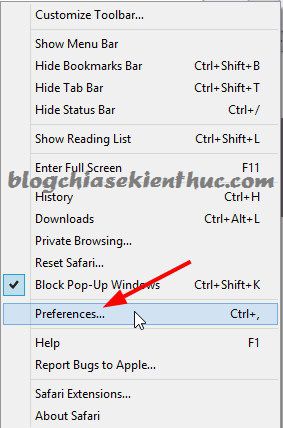 Customize Toolbar...
Show Menu Bar
Hide Bookmarks Bar Ctrl+Shift+B
Hide Tab Bar Ctrl+Shift+T
Hide Status Bar Ctrl+/
Show Reading List Ctrl+Shift+L
Enter Full Screen F11
blogchiasekienthuc.com
History Ctrl+H
Downloads Ctrl+Alt+L
Private Browsing...
Reset Safari...
Block Pop-Up Windows Ctrl+Shift+K
Preferences... Ctrl+,
Help F1
Report Bugs to Apple...
Safari Extensions...
About Safari